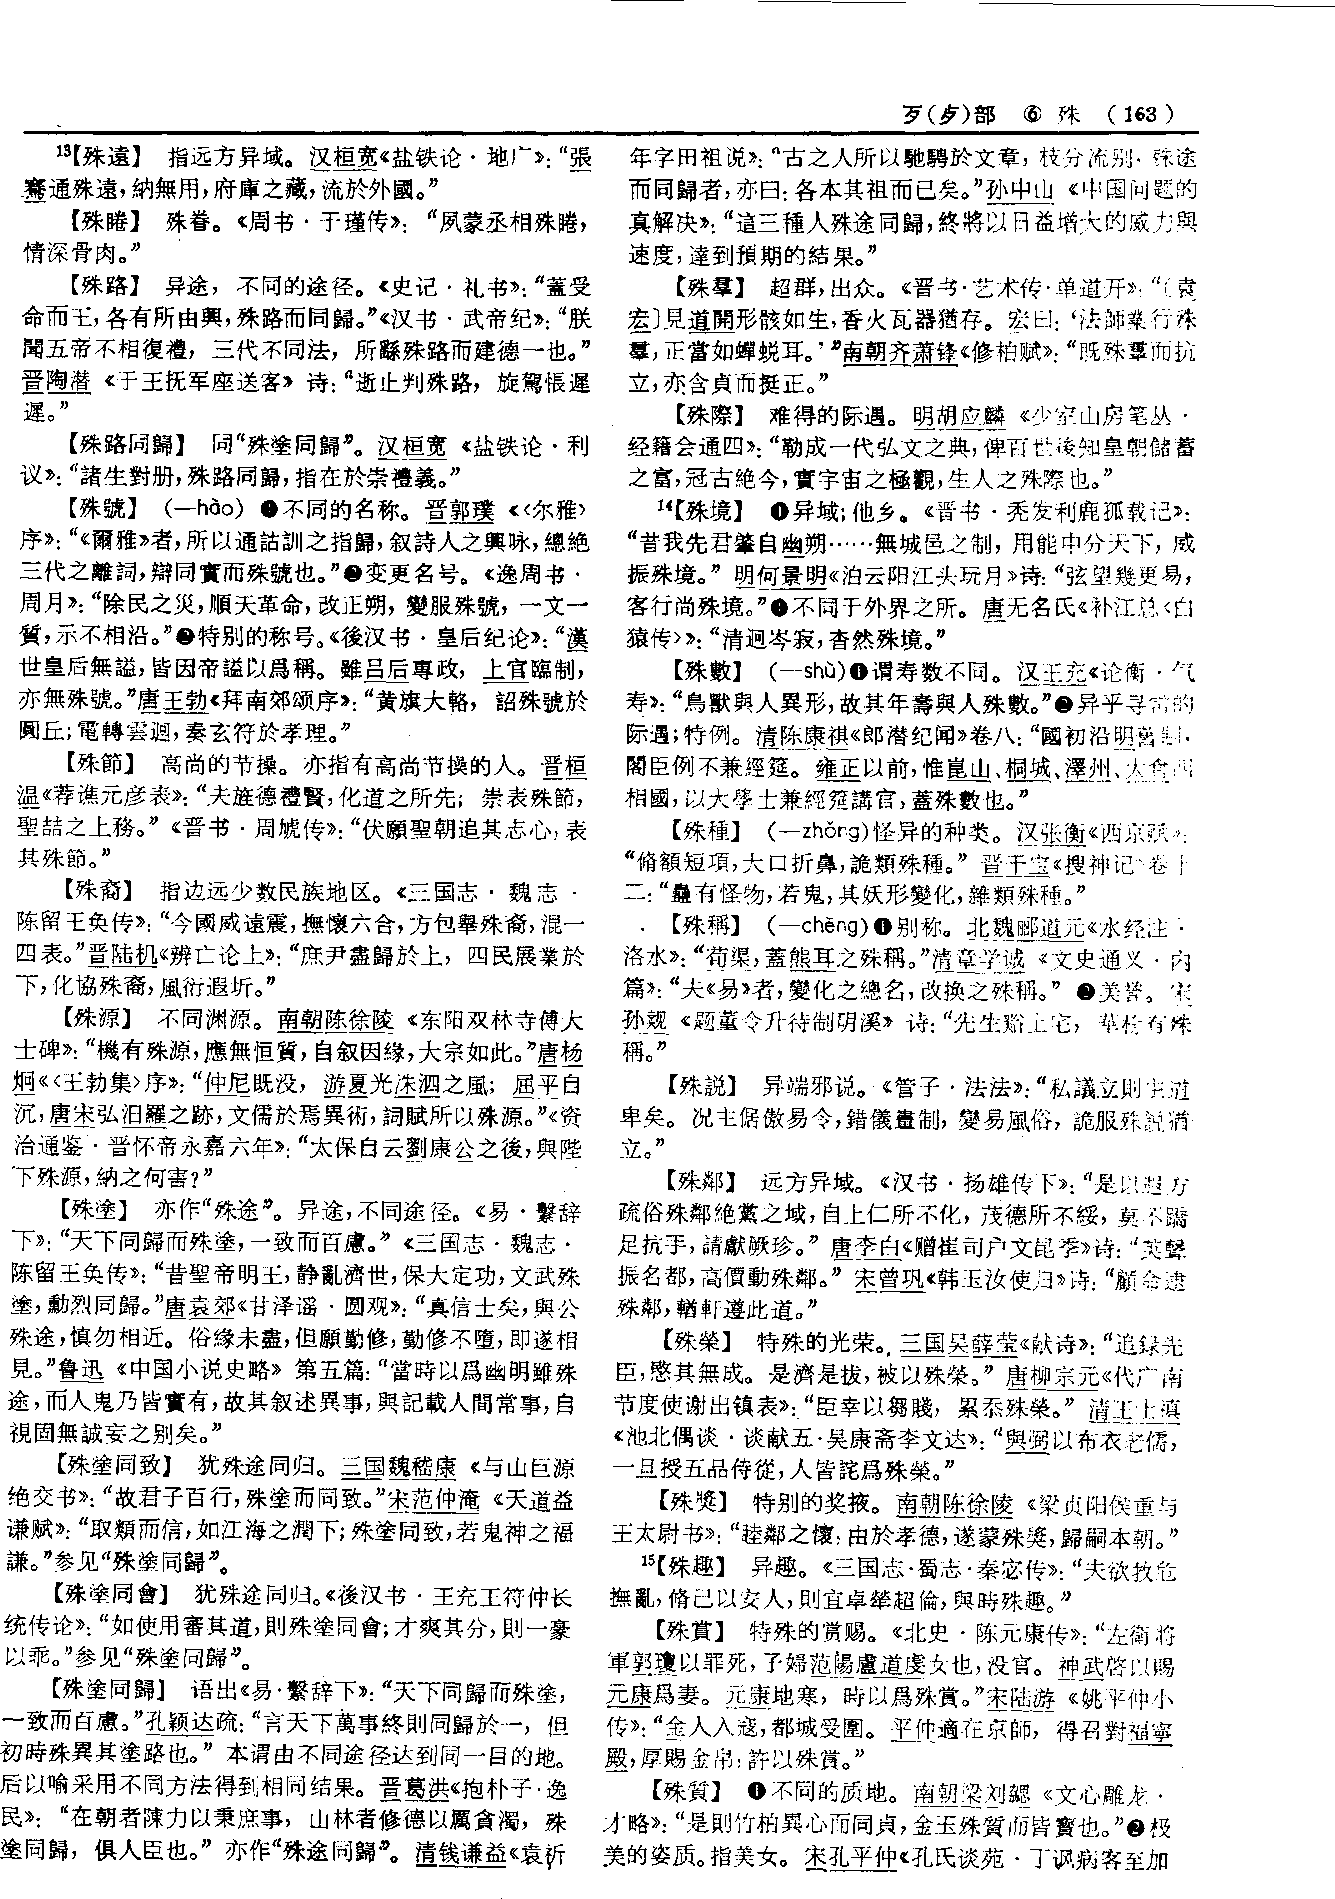 歹(歺)部 ⑥ 殊 (163)
¹³【殊遠】 指远方异域。汉桓宽《盐铁论·地广》：“張
騫通殊遠，納無用，府庫之藏，流於外國。”
【殊睠】 殊眷。《周书·于瑾传》：“夙蒙丞相殊睠，
情深骨肉。”
【殊路】 异途，不同的途径。《史记·礼书》：“蓋受
命而王，各有所由興，殊路而同歸。”《汉书·武帝纪》：“朕
聞五帝不相復禮，三代不同法，所繇殊路而建德一也。”
晋陶潜《于王抚军座送客》诗：“逝止判殊路，旋駕悵遲
遲。”
【殊路同歸】 同“殊塗同歸”。汉桓宽《盐铁论·利
议》：“諸生對册，殊路同歸，指在於崇禮義。”
【殊號】 (—hào) ❶不同的名称。晋郭璞《〈尔雅〉
序》：“《爾雅》者，所以通詁訓之指歸，叙詩人之興咏，總絶
三代之離詞，辯同實而殊號也。”❷变更名号。《逸周书·
周月》：“除民之災，順天革命，改正朔，變服殊號，一文一
質，示不相沿。”❸特别的称号。《後汉书·皇后纪论》：“漢
世皇后無謚，皆因帝謚以爲稱。雖吕后專政，上官臨制，
亦無殊號。”唐王勃《拜南郊颂序》：“黄旗大輅，詔殊號於
圓丘；電轉雲迴，奏玄符於孝理。”
【殊節】 高尚的节操。亦指有高尚节操的人。晋桓
温《荐谯元彦表》：“夫旌德禮賢，化道之所先；崇表殊節，
聖喆之上務。”《晋书·周虓传》：“伏願聖朝追其志心，表
其殊節。”
【殊裔】 指边远少数民族地区。《三国志·魏志·
陈留王奂传》：“今國威遠震，撫懷六合，方包舉殊裔，混一
四表。”晋陆机《辨亡论上》：“庶尹盡歸於上，四民展業於
下，化協殊裔，風衍遐圻。”
【殊源】 不同渊源。南朝陈徐陵《东阳双林寺傅大
士碑》：“機有殊源，應無恒質，自叙因緣，大宗如此。”唐杨
炯《〈王勃集〉序》：“仲尼既没，游夏光洙泗之風；屈平自
沉，唐宋弘汨羅之跡，文儒於焉異術，詞賦所以殊源。”《资
治通鉴·晋怀帝永嘉六年》：“太保白云劉康公之後，與陛
下殊源，納之何害？”
【殊塗】 亦作“殊途”。异途，不同途径。《易·繫辞
下》：“天下同歸而殊塗，一致而百慮。”《三国志·魏志·
陈留王奂传》：“昔聖帝明王，静亂濟世，保大定功，文武殊
塗，勳烈同歸。”唐袁郊《甘泽谣·圆观》：“真信士矣，與公
殊途，慎勿相近。俗緣未盡，但願勤修，勤修不墮，即遂相
見。”鲁迅《中国小说史略》第五篇：“當時以爲幽明雖殊
途，而人鬼乃皆實有，故其叙述異事，與記載人間常事，自
視固無誠妄之别矣。”
【殊塗同致】 犹殊途同归。三国魏嵇康《与山巨源
绝交书》：“故君子百行，殊塗而同致。”宋范仲淹《天道益
谦赋》：“取類而信，如江海之潤下；殊塗同致，若鬼神之福
謙。”参见“殊塗同歸”。
【殊塗同會】 犹殊途同归。《後汉书·王充王符仲长
统传论》：“如使用審其道，則殊塗同會；才爽其分，則一豪
以乖。”参见“殊塗同歸”。
【殊塗同歸】 语出《易·繫辞下》：“天下同歸而殊塗，
一致而百慮。”孔颖达疏：“言天下萬事終則同歸於一，但
初時殊異其塗路也。”本谓由不同途径达到同一目的地。
后以喻采用不同方法得到相同结果。晋葛洪《抱朴子·逸
民》：“在朝者陳力以秉庶事，山林者修德以厲貪濁，殊
塗同歸，俱人臣也。”亦作“殊途同歸”。清钱谦益《袁祈
年字田祖说》：“古之人所以馳騁於文章，枝分流别，殊途
而同歸者，亦曰：各本其祖而已矣。”孙中山《中国问题的
真解决》：“這三種人殊途同歸，終將以日益增大的威力與
速度，達到預期的結果。”
【殊羣】 超群，出众。《晋书·艺术传·单道开》：“〔袁
宏〕見道開形骸如生，香火瓦器猶存。宏曰：‘法師業行殊
羣，正當如蟬蜕耳。’”南朝齐萧锋《修柏赋》：“既殊羣而抗
立，亦含貞而挺正。”
【殊際】 难得的际遇。明胡应麟《少室山房笔丛·
经籍会通四》：“勒成一代弘文之典，俾百世後知皇朝儲蓄
之富，冠古絶今，實宇宙之極觀，生人之殊際也。”
¹⁴【殊境】 ❶异域；他乡。《晋书·秃发利鹿孤载记》：
“昔我先君肇自幽朔……無城邑之制，用能中分天下，威
振殊境。”明何景明《泊云阳江头玩月》诗：“弦望幾更易，
客行尚殊境。”❷不同于外界之所。唐无名氏《补江总〈白
猿传〉》：“清迥岑寂，杳然殊境。”
【殊數】 (—shù)❶谓寿数不同。汉王充《论衡·气
寿》：“鳥獸與人異形，故其年壽與人殊數。”❷异乎寻常的
际遇；特例。清陈康祺《郎潜纪闻》卷八：“國初沿明舊制，
閣臣例不兼經筵。雍正以前，惟崑山、桐城、澤州、太倉四
相國，以大學士兼經筵講官，蓋殊數也。”
【殊種】 (—zhǒng)怪异的种类。汉张衡《西京赋》：
“脩額短項，大口折鼻，詭類殊種。”晋干宝《搜神记》卷十
二：“蠱有怪物，若鬼，其妖形變化，雜類殊種。”
【殊稱】 (—chēng)❶别称。北魏郦道元《水经注·
洛水》：“荀渠，蓋熊耳之殊稱。”清章学诚《文史通义·内
篇》：“夫《易》者，變化之總名，改换之殊稱。”❷美誉。宋
孙觌《题董令升待制明溪》诗：“先生谿上宅，華榜有殊
稱。”
【殊説】 异端邪说。《管子·法法》：“私議立則主道
卑矣。况主倨傲易令，錯儀畫制，變易風俗，詭服殊説猶
立。”
【殊鄰】 远方异域。《汉书·扬雄传下》：“是以遐方
疏俗殊鄰絶黨之域，自上仁所不化，茂德所不綏，莫不蹻
足抗手，請獻厥珍。”唐李白《赠崔司户文昆季》诗：“英聲
振名都，高價動殊鄰。”宋曾巩《韩玉汝使归》诗：“顧命逮
殊鄰，輶軒遵此道。”
【殊榮】 特殊的光荣。三国吴薛莹《献诗》：“追録先
臣，愍其無成。是濟是拔，被以殊榮。”唐柳宗元《代广南
节度使谢出镇表》：“臣幸以芻賤，累忝殊榮。”清王士禛
《池北偶谈·谈献五·吴康斋李文达》：“與弼以布衣老儒，
一旦授五品侍從，人皆詫爲殊榮。”
【殊獎】 特别的奖掖。南朝陈徐陵《梁贞阳侯重与
王太尉书》：“睦鄰之懷，由於孝德，遂蒙殊獎，歸嗣本朝。”
¹⁵【殊趣】 异趣。《三国志·蜀志·秦宓传》：“夫欲救危
撫亂，脩己以安人，則宜卓犖超倫，與時殊趣。”
【殊賞】 特殊的赏赐。《北史·陈元康传》：“左衛將
軍郭瓊以罪死，子婦范陽盧道虔女也，没官。神武啓以賜
元康爲妻。元康地寒，時以爲殊賞。”宋陆游《姚平仲小
传》：“金人入寇，都城受圍。平仲適在京師，得召對福寧
殿，厚賜金帛，許以殊賞。”
【殊質】 ❶不同的质地。南朝梁刘勰《文心雕龙·
才略》：“是則竹柏異心而同貞，金玉殊質而皆寶也。”❷极
美的姿质。指美女。宋孔平仲《孔氏谈苑·丁讽病客至加